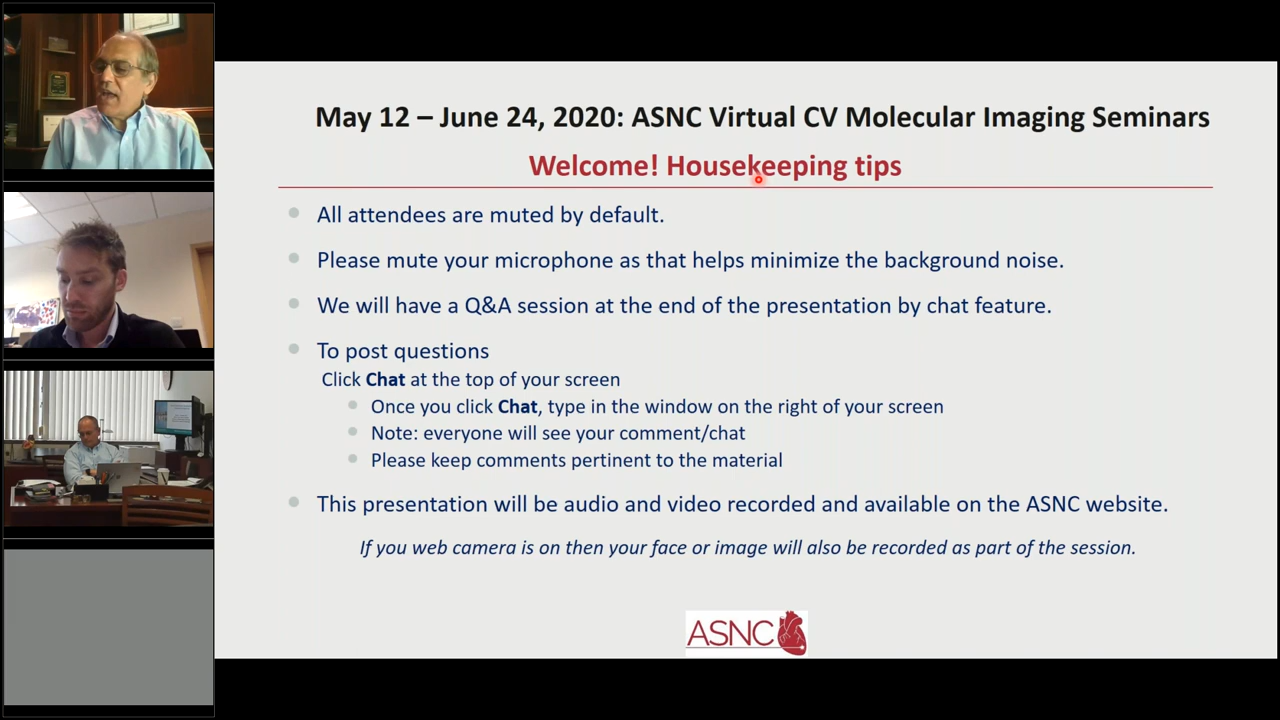 May 12 – June 24, 2020: ASNC Virtual CV Molecular Imaging Seminars
Welcome! Housekeeping tips
All attendees are muted by default.
Please mute your microphone as that helps minimize the background noise.
We will have a Q&A session at the end of the presentation by chat feature.
To post questions
Click Chat at the top of your screen
Once you click Chat, type in the window on the right of your screen
Note: everyone will see your comment/chat
Please keep comments pertinent to the material
This presentation will be audio and video recorded and available on the ASNC website.
If you web camera is on then your face or image will also be recorded as part of the session.
ASNC